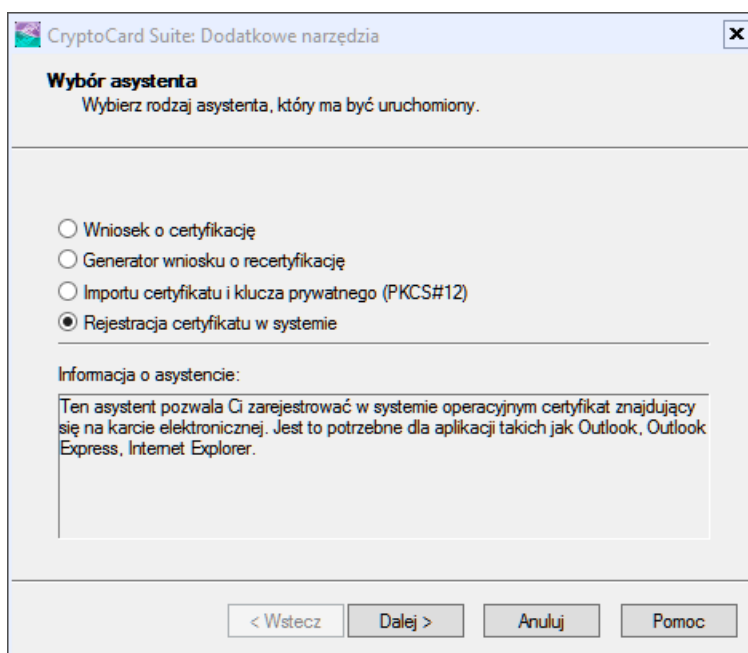 CryptoCard Suite: Dodatkowe narzędzia
Wybór asystenta
Wybierz rodzaj asystenta, który ma być uruchomiony.
Wniosek o certyfikację
Generator wniosku o recertyfikację
Importu certyfikatu i klucza prywatnego (PKCS#12)
Rejestracja certyfikatu w systemie
Informacja o asystencie:
Ten asystent pozwala Ci zarejestrować w systemie operacyjnym certyfikat znajdujący
się na karcie elektronicznej. Jest to potrzebne dla aplikacji takich jak Outlook, Outlook
Express, Internet Explorer.
< Wstecz Dalej > Anuluj Pomoc